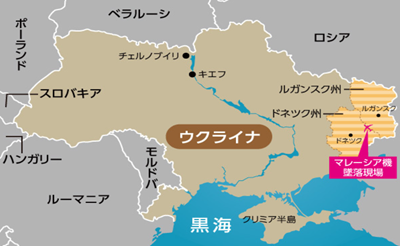 ベラルーシ
ポーランド
ロシア
チェルノブイリ
キエフ
スロバキア
ルガンスク州
ルガンスク
ドネツク州
ドネツク
ウクライナ
マレーシア機
墜落現場
ハンガリー
モルドバ
ルーマニア
黒海
クリミア半島